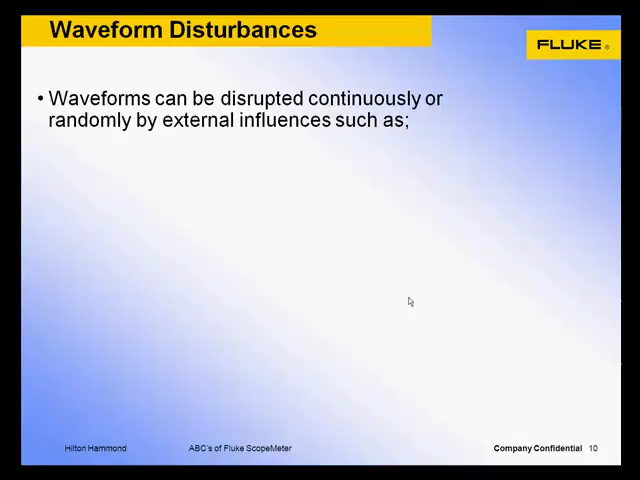 Waveform Disturbances
FLUKE ®
• Waveforms can be disrupted continuously or
randomly by external influences such as;
Hilton Hammond
ABC's of Fluke ScopeMeter
Company Confidential 10